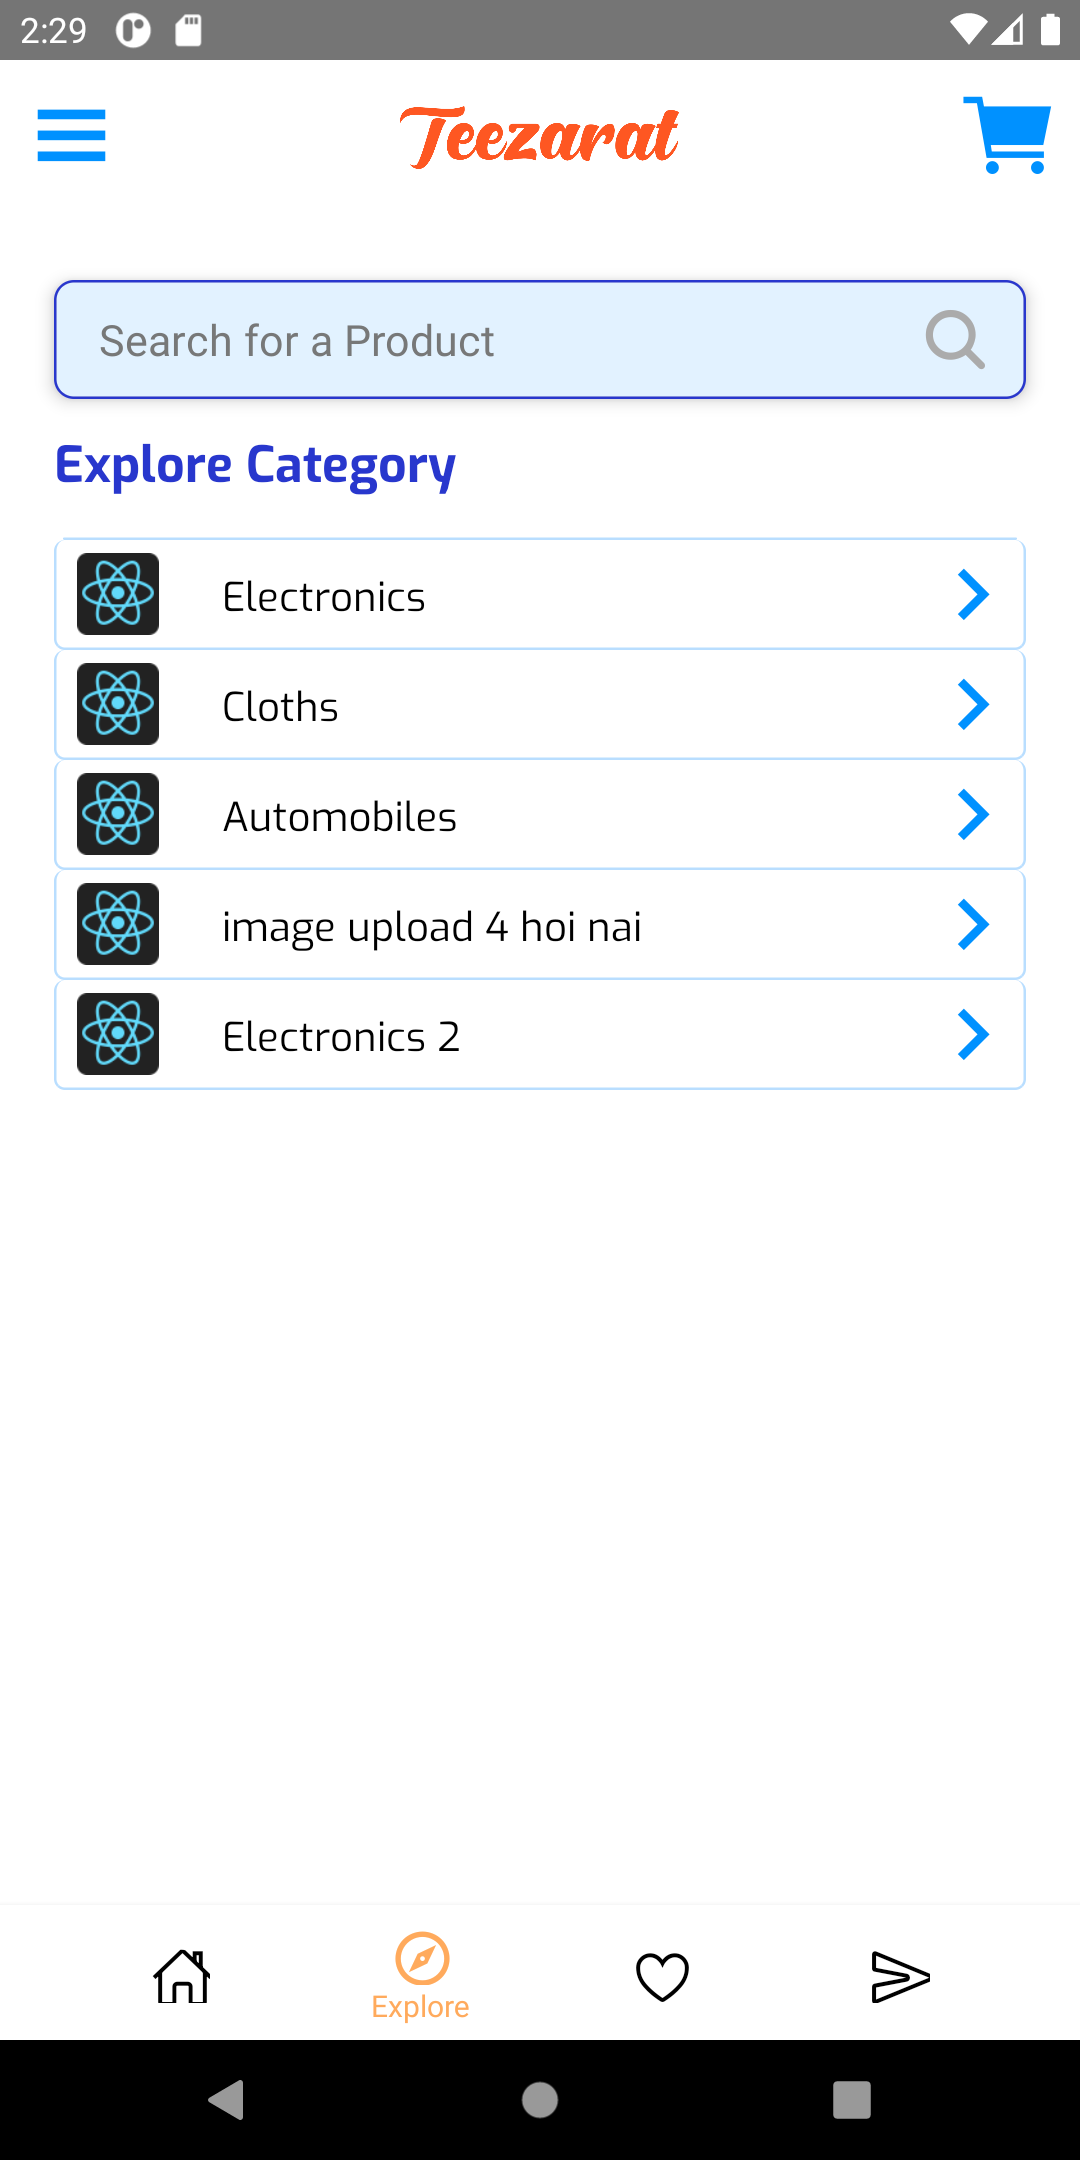 2:29
Teezarat
Search for a Product
Explore Category
Electronics
Cloths
Automobiles
image upload 4 hoi nai
Electronics 2
Explore